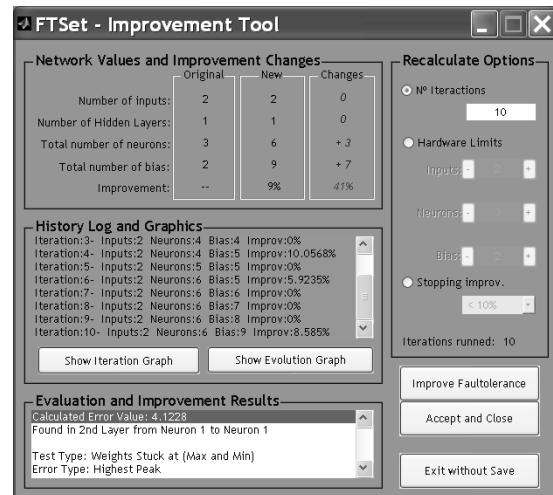 FTSet - Improvement Tool
Network Values and Improvement Changes
Original New Changes
Number of inputs: 2 2 0
Number of Hidden Layers: 1 1 0
Total number of neurons: 3 6 + 3
Total number of bias: 2 9 + 7
Improvement: -- 9% 41%
History Log and Graphics
Iteration:3- Inputs:2 Neurons:4 Bias:4 Improv:0%
Iteration:4- Inputs:2 Neurons:4 Bias:5 Improv:10.0568%
Iteration:5- Inputs:2 Neurons:5 Bias:5 Improv:0%
Iteration:6- Inputs:2 Neurons:6 Bias:5 Improv:5.9235%
Iteration:7- Inputs:2 Neurons:6 Bias:6 Improv:0%
Iteration:8- Inputs:2 Neurons:6 Bias:7 Improv:0%
Iteration:9- Inputs:2 Neurons:6 Bias:8 Improv:0%
Iteration:10- Inputs:2 Neurons:6 Bias:9 Improv:8.585%
Show Iteration Graph
Show Evolution Graph
Evaluation and Improvement Results
Calculated Error Value: 4.1228
Found in 2nd Layer from Neuron 1 to Neuron 1
Test Type: Weights Stuck at (Max and Min)
Error Type: Highest Peak
Recalculate Options
Nº Iteractions
10
Hardware Limits
Inputs: - 2 +
Neurons: - 3 +
Bias: - 2 +
Stopping improv.
< 10%
Iterations runned: 10
Improve Faultolerance
Accept and Close
Exit without Save